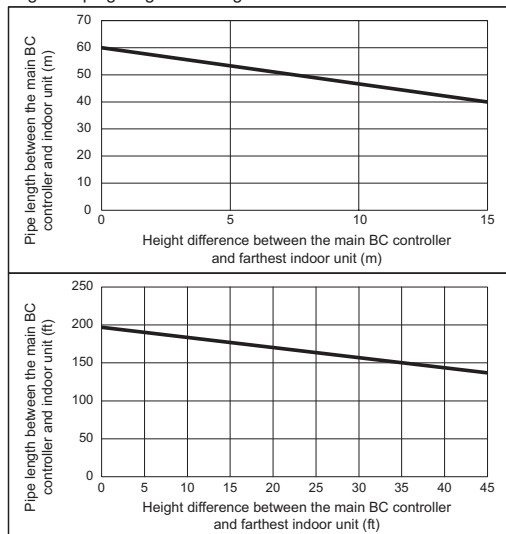 70
60
50
40
30
20
10
0
0 5 10 15
Pipe length between the main BC
controller and indoor unit (m)
Height difference between the main BC controller
and farthest indoor unit (m)
250
200
150
100
50
0
0 5 10 15 20 25 30 35 40 45
Pipe length between the main BC
controller and indoor unit (ft)
Height difference between the main BC controller
and farthest indoor unit (ft)